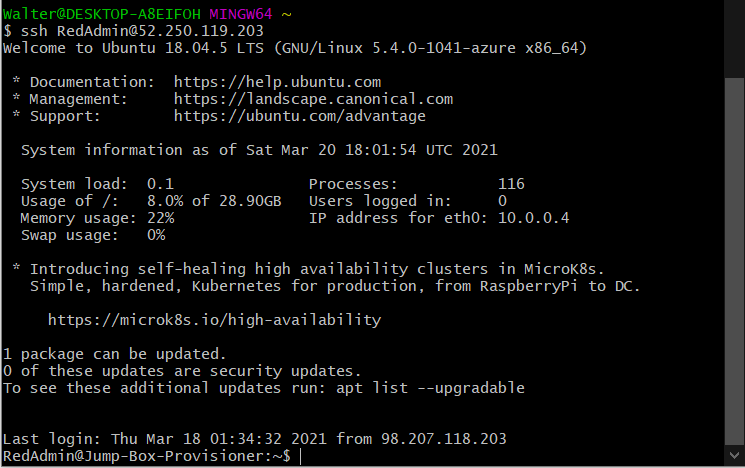 Walter@DESKTOP-A8EIFOH MINGW64 ~
$ ssh RedAdmin@52.250.119.203
Welcome to Ubuntu 18.04.5 LTS (GNU/Linux 5.4.0-1041-azure x86_64)
* Documentation:  https://help.ubuntu.com
* Management:     https://landscape.canonical.com
* Support:        https://ubuntu.com/advantage
System information as of Sat Mar 20 18:01:54 UTC 2021
System load:  0.1               Processes:           116
Usage of /:   8.0% of 28.90GB   Users logged in:     0
Memory usage: 22%               IP address for eth0: 10.0.0.4
Swap usage:   0%
* Introducing self-healing high availability clusters in MicroK8s.
Simple, hardened, Kubernetes for production, from RaspberryPi to DC.
https://microk8s.io/high-availability
1 package can be updated.
0 of these updates are security updates.
To see these additional updates run: apt list --upgradable
Last login: Thu Mar 18 01:34:32 2021 from 98.207.118.203
RedAdmin@Jump-Box-Provisioner:~$